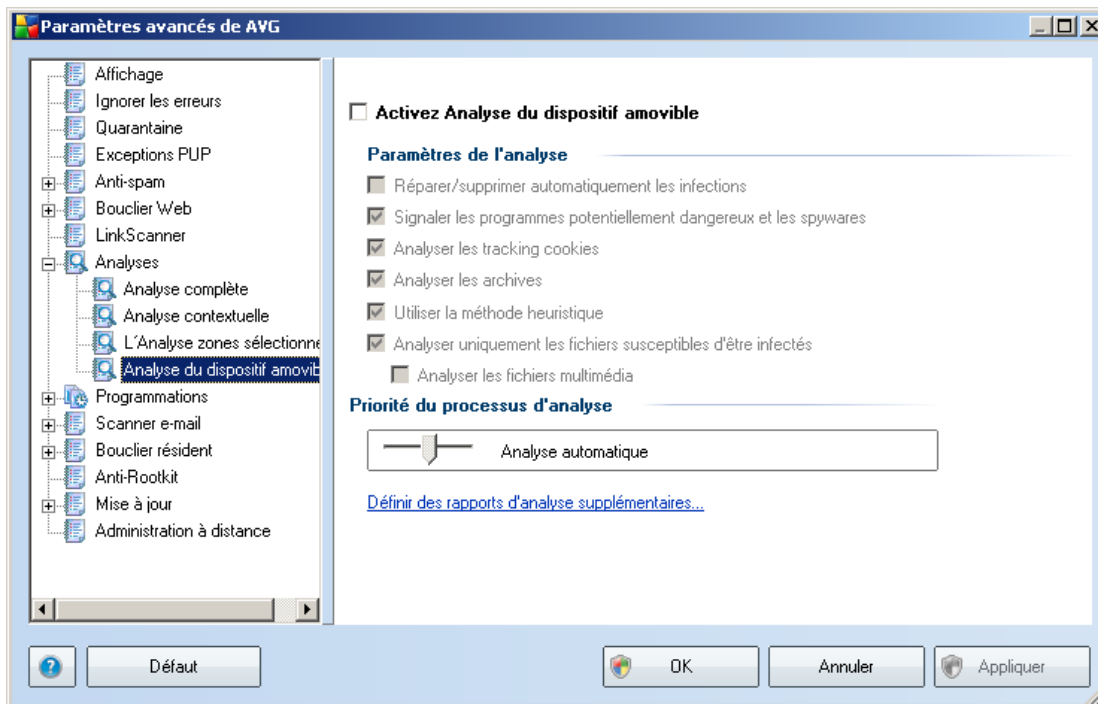 Paramètres avancés de AVG
Affichage
Ignorer les erreurs
Quarantaine
Exceptions PUP
Anti-spam
Bouclier Web
LinkScanner
Analyses
Analyse complète
Analyse contextuelle
L´Analyse zones sélectionne
Analyse du dispositif amovib
Programmations
Scanner e-mail
Bouclier résident
Anti-Rootkit
Mise à jour
Administration à distance
Activez Analyse du dispositif amovible
Paramètres de l'analyse
Réparer/supprimer automatiquement les infections
Signaler les programmes potentiellement dangereux et les spywares
Analyser les tracking cookies
Analyser les archives
Utiliser la méthode heuristique
Analyser uniquement les fichiers susceptibles d'être infectés
Analyser les fichiers multimédia
Priorité du processus d'analyse
Analyse automatique
Définir des rapports d'analyse supplémentaires...
? Défaut OK Annuler Appliquer